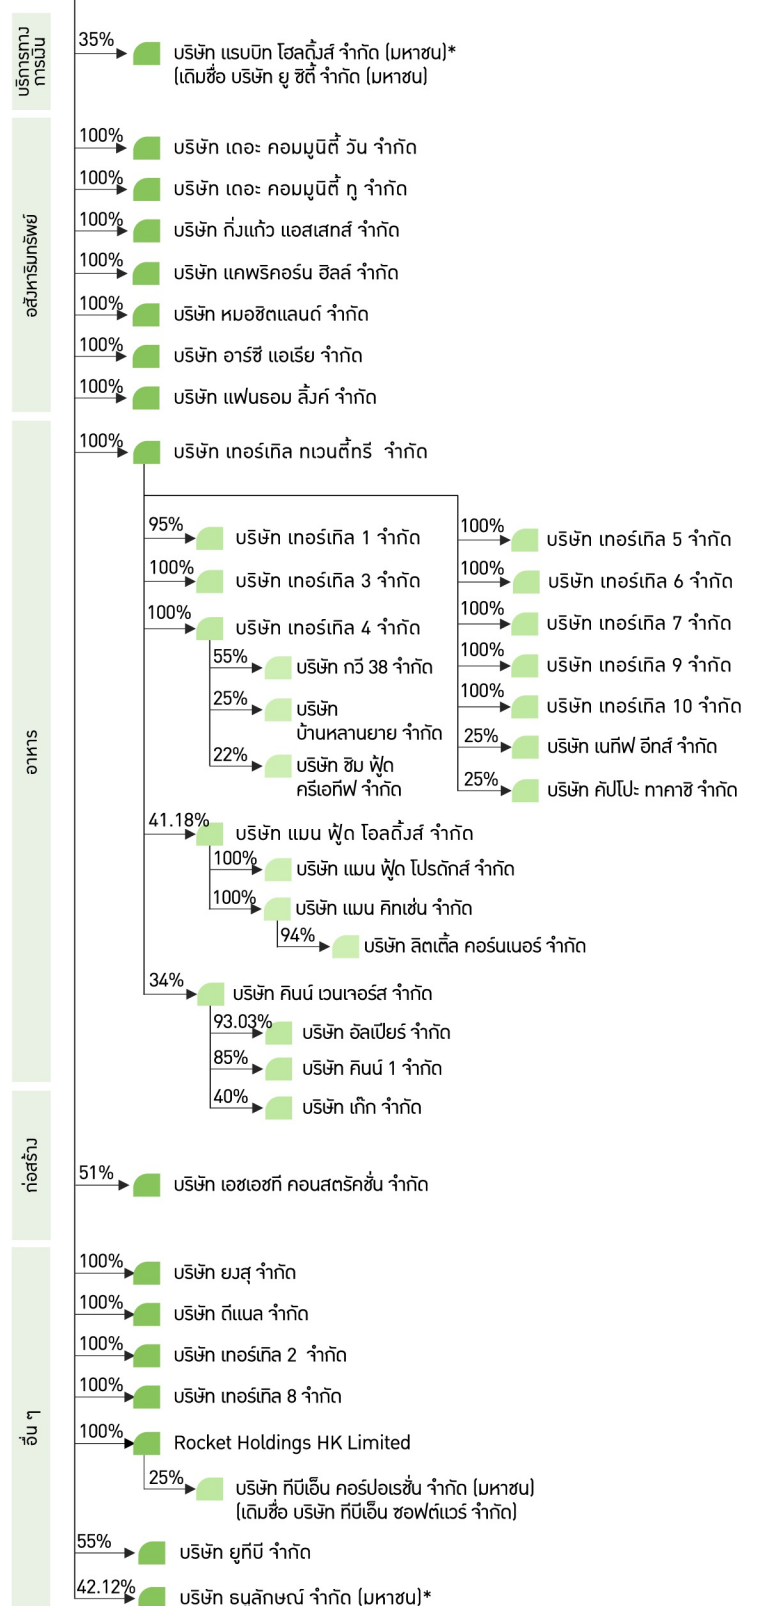 บริการทาง
การเงิน
35%
บริษัท แรบบิท โฮลดิ้งส์ จำกัด (มหาชน)*
(เดิมชื่อ บริษัท ยู ซิตี้ จำกัด (มหาชน)
อสังหาริมทรัพย์
100%
บริษัท เดอะ คอมมูนิตี้ วัน จำกัด
100%
บริษัท เดอะ คอมมูนิตี้ ทู จำกัด
100%
บริษัท กิ่งแก้ว แอสเสทส์ จำกัด
100%
บริษัท แคพริคอร์น ฮิลล์ จำกัด
100%
บริษัท หมอชิตแลนด์ จำกัด
100%
บริษัท อาร์ซี แอเรีย จำกัด
100%
บริษัท แฟนธอม ลิ้งค์ จำกัด
อาหาร
100%
บริษัท เทอร์เทิล ทเวนตี้ทรี จำกัด
95%
บริษัท เทอร์เทิล 1 จำกัด
100%
บริษัท เทอร์เทิล 3 จำกัด
100%
บริษัท เทอร์เทิล 4 จำกัด
55%
บริษัท กวี 38 จำกัด
25%
บริษัท
บ้านหลานยาย จำกัด
22%
บริษัท ชิม ฟู้ด
ครีเอทีฟ จำกัด
100%
บริษัท เทอร์เทิล 5 จำกัด
100%
บริษัท เทอร์เทิล 6 จำกัด
100%
บริษัท เทอร์เทิล 7 จำกัด
100%
บริษัท เทอร์เทิล 9 จำกัด
100%
บริษัท เทอร์เทิล 10 จำกัด
25%
บริษัท เนทีฟ อีทส์ จำกัด
25%
บริษัท คัปโปะ ทาคาชิ จำกัด
41.18%
บริษัท แมน ฟู้ด โฮลดิ้งส์ จำกัด
100%
บริษัท แมน ฟู้ด โปรดักส์ จำกัด
100%
บริษัท แมน คิทเช่น จำกัด
94%
บริษัท ลิตเติ้ล คอร์นเนอร์ จำกัด
34%
บริษัท คินน์ เวนเจอร์ส จำกัด
93.03%
บริษัท อัลเปียร์ จำกัด
85%
บริษัท คินน์ 1 จำกัด
40%
บริษัท เก๊ก จำกัด
ก่อสร้าง
51%
บริษัท เอชเอชที คอนสตรัคชั่น จำกัด
อื่น ๆ
100%
บริษัท ยงสุ จำกัด
100%
บริษัท ดีแนล จำกัด
100%
บริษัท เทอร์เทิล 2 จำกัด
100%
บริษัท เทอร์เทิล 8 จำกัด
100%
Rocket Holdings HK Limited
25%
บริษัท ทีบีเอ็น คอร์ปอเรชั่น จำกัด (มหาชน)
(เดิมชื่อ บริษัท ทีบีเอ็น ซอฟต์แวร์ จำกัด)
55%
บริษัท ยูทีบี จำกัด
42.12%
บริษัท ธนูลักษณ์ จำกัด (มหาชน)*